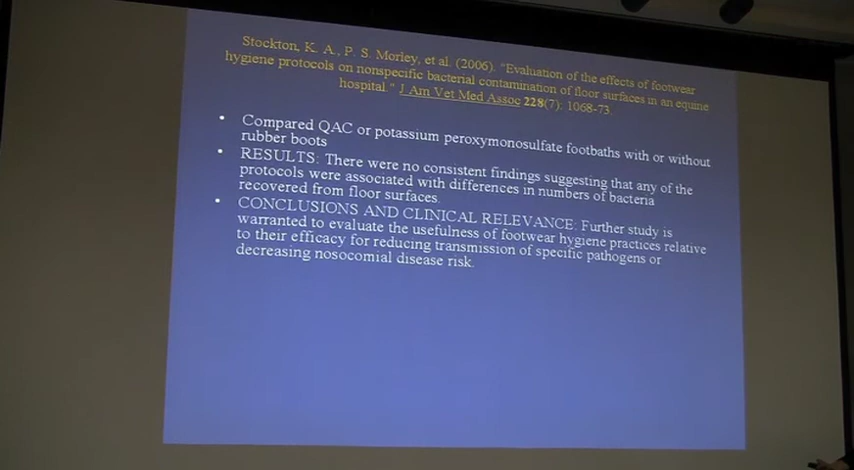 Stockton, K. A., P. S. Morley, et al. (2006). "Evaluation of the effects of footwear
hygiene protocols on nonspecific bacterial contamination of floor surfaces in an equine
hospital." J Am Vet Med Assoc 228(7): 1068-73.
• Compared QAC or potassium peroxymonosulfate footbaths with or without
rubber boots
• RESULTS: There were no consistent findings suggesting that any of the
protocols were associated with differences in numbers of bacteria
recovered from floor surfaces.
• CONCLUSIONS AND CLINICAL RELEVANCE: Further study is
warranted to evaluate the usefulness of footwear hygiene practices relative
to their efficacy for reducing transmission of specific pathogens or
decreasing nosocomial disease risk.